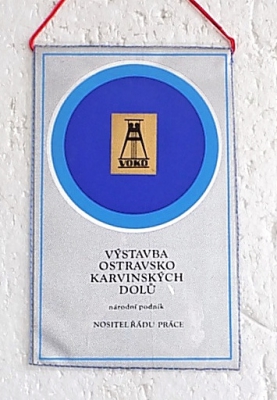 VOKD
VÝSTAVBA
OSTRAVSKO
KARVINSKÝCH
DOLŮ
národní podnik
NOSITEL ŘÁDU PRÁCE